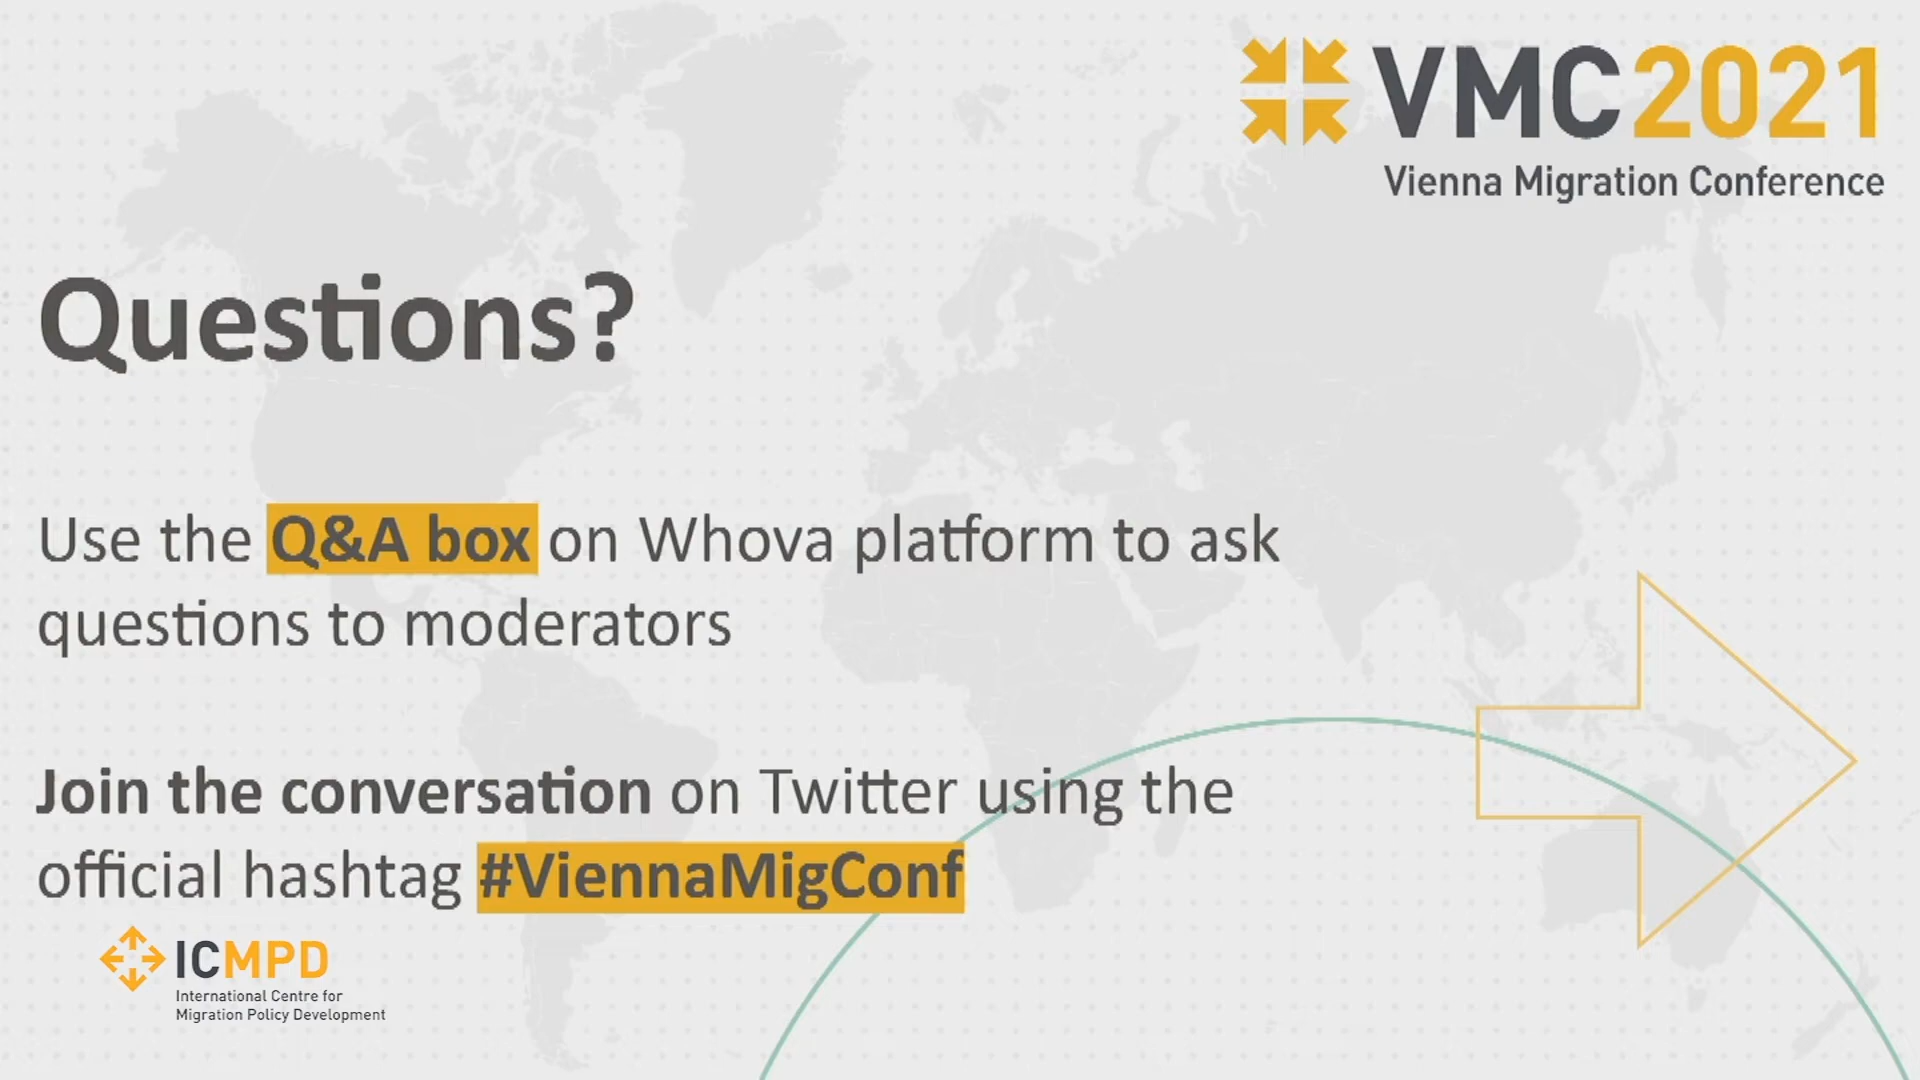 VMC2021
Vienna Migration Conference
Questions?
Use the Q&A box on Whova platform to ask
questions to moderators
Join the conversation on Twitter using the
official hashtag #ViennaMigConf
ICMPD
International Centre for
Migration Policy Development